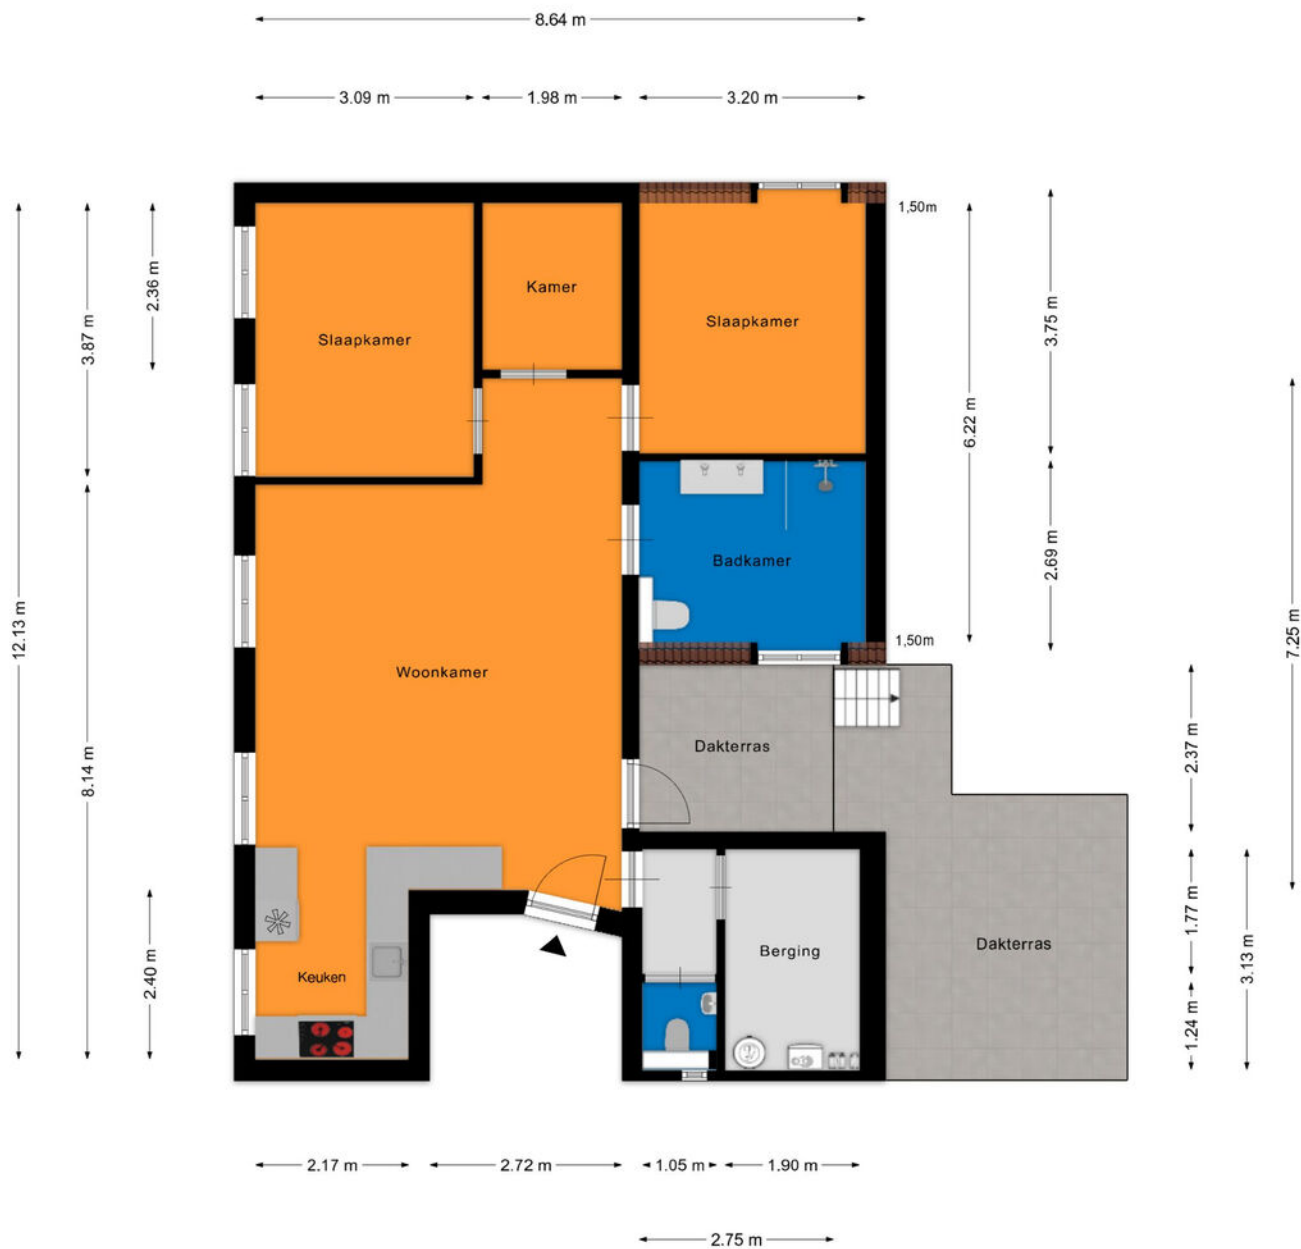 8.64 m
3.09 m
1.98 m
3.20 m
1,50m
12.13 m
3.87 m
2.36 m
Kamer
Slaapkamer
Slaapkamer
6.22 m
3.75 m
7.25 m
Badkamer
2.69 m
1,50m
Woonkamer
8.14 m
Dakterras
2.37 m
2.40 m
Keuken
Berging
Dakterras
1.77 m
1.24 m
3.13 m
2.17 m
2.72 m
1.05 m
1.90 m
2.75 m